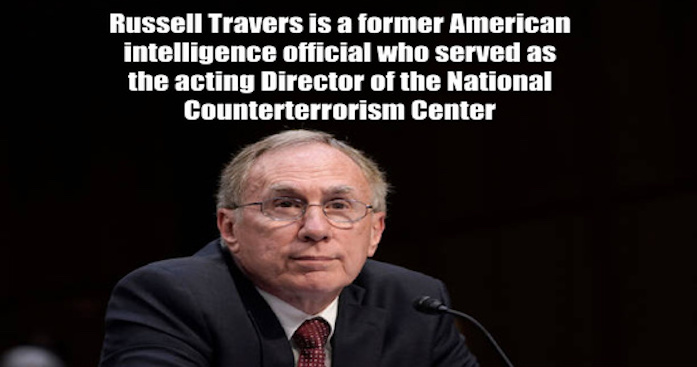 Russell Travers is a former American
intelligence official who served as
the acting Director of the National
Counterterrorism Center